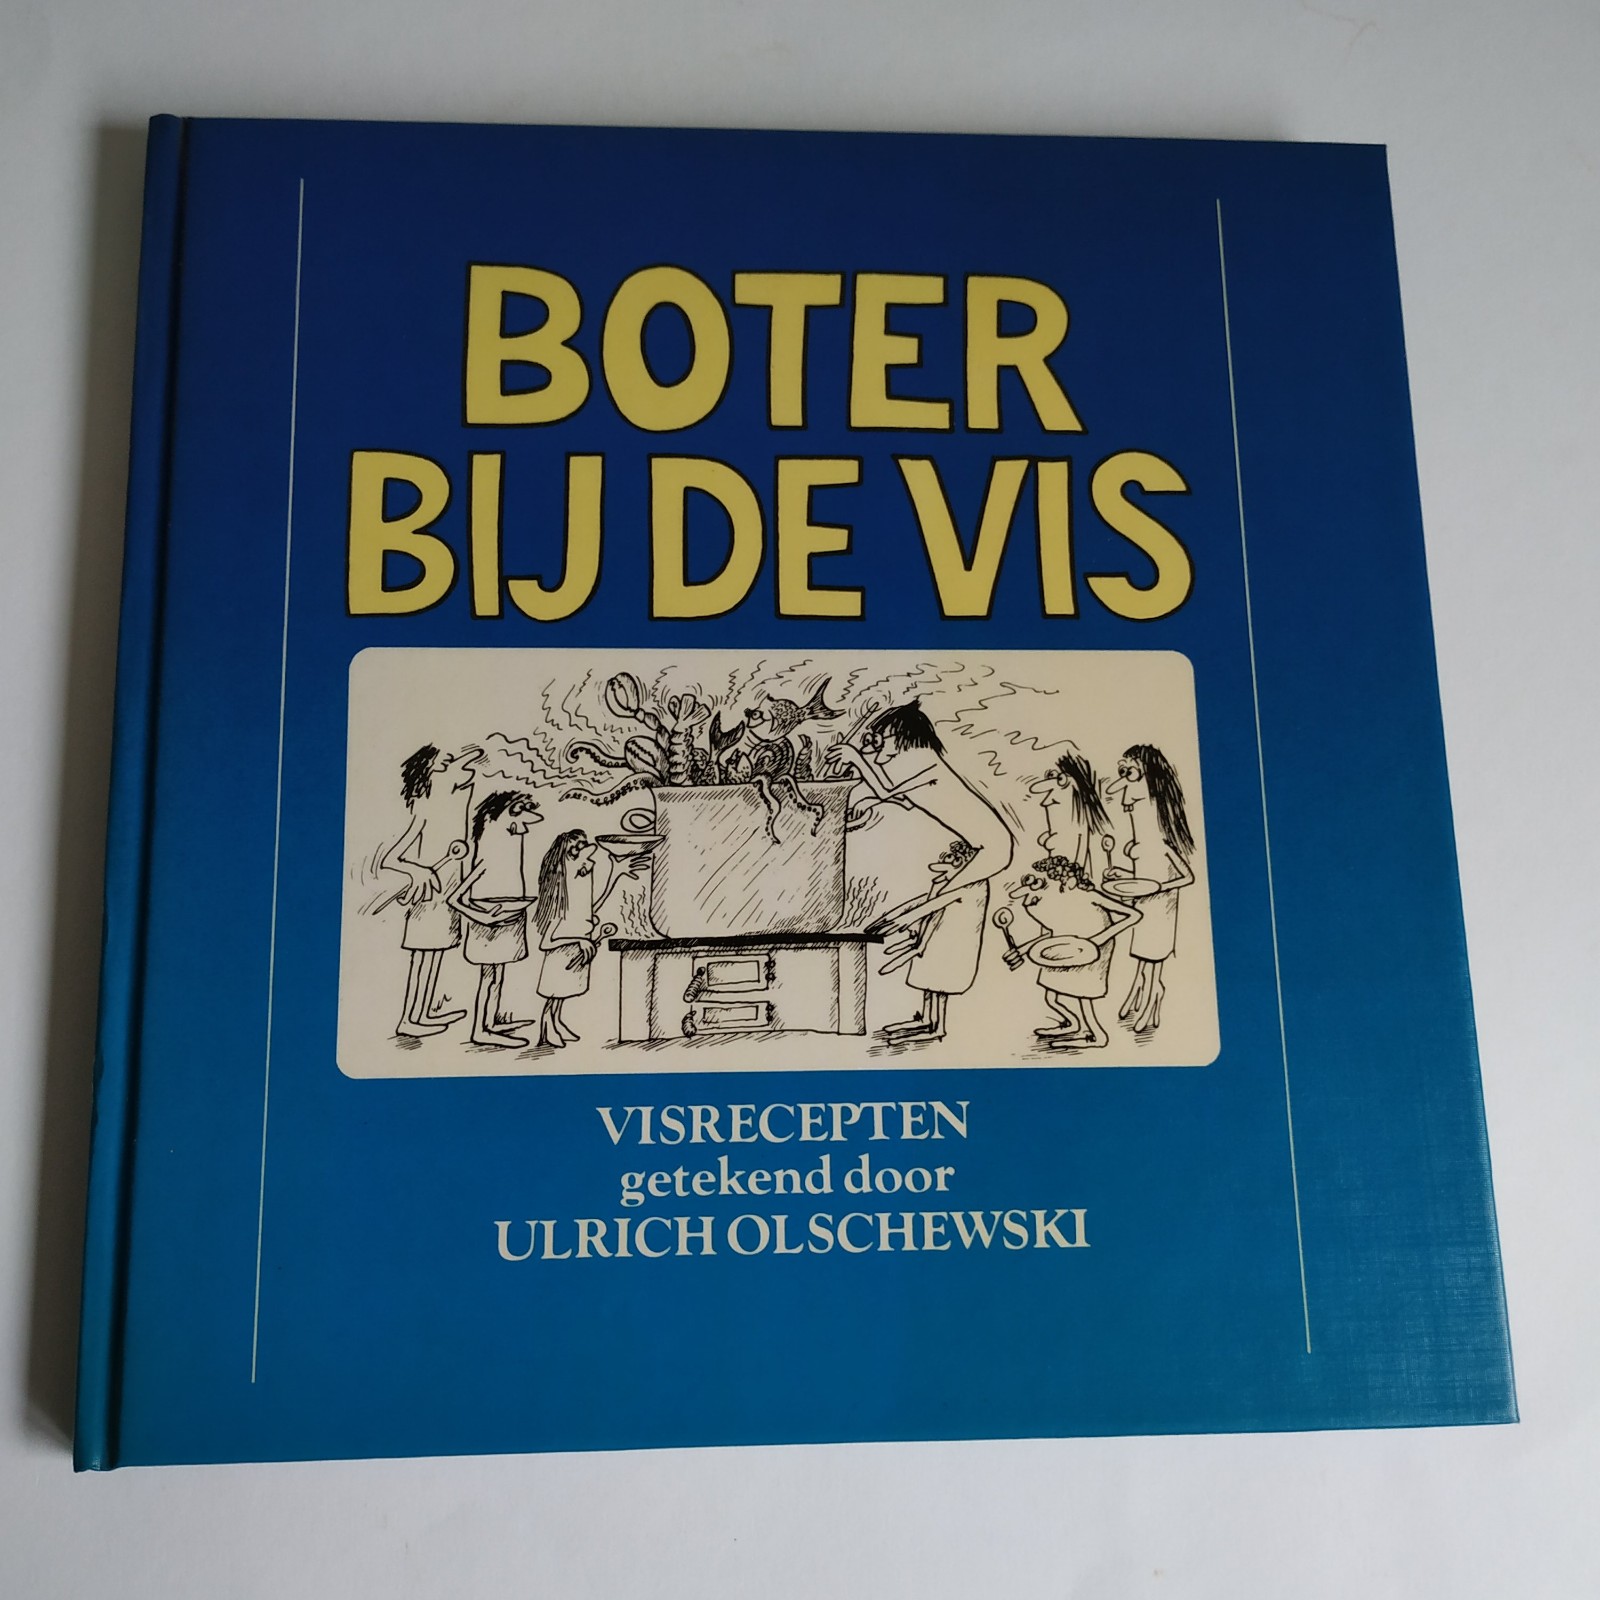 BOTER
BIJ DE VIS
VISRECEPTEN
getekend door
ULRICH OLSCHEWSKI